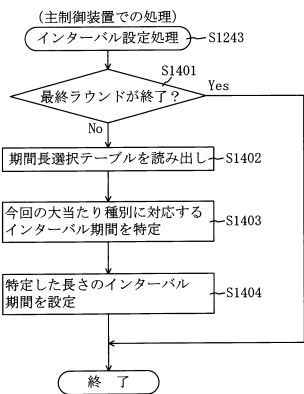 (主制御装置での処理)
インターバル設定処理
S1243
S1401
最終ラウンドが終了?
Yes
No
期間長選択テーブルを読み出し
S1402
今回の大当たり種別に対応する
インターバル期間を特定
S1403
特定した長さのインターバル
期間を設定
S1404
終 了